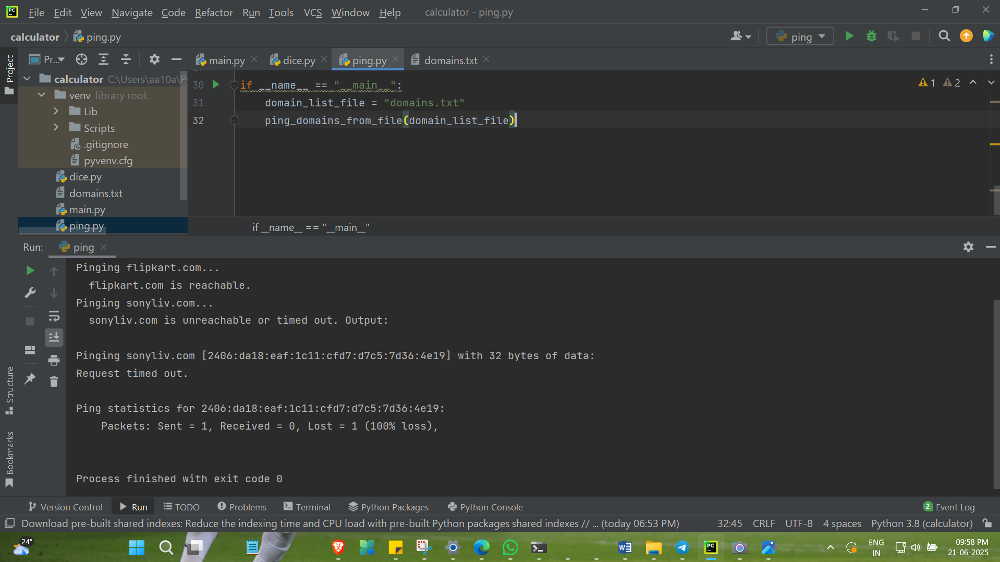 PC File Edit View Navigate Code Refactor Run Tools VCS Window Help calculator - ping.py
calculator ping.py ping
Project
Pr... main.py dice.py ping.py domains.txt
calculator C:\Users\aa10a\P
venv library root
Lib
Scripts
.gitignore
pyvenv.cfg
dice.py
domains.txt
main.py
ping.py
30 if __name__ == "__main__": 1 2
31 domain_list_file = "domains.txt"
32 ping_domains_from_file(domain_list_file)
if __name__ == "__main__"
Run: ping
Pinging flipkart.com...
flipkart.com is reachable.
Pinging sonyliv.com...
sonyliv.com is unreachable or timed out. Output:
Pinging sonyliv.com [2406:da18:eaf:1c11:cfd7:d7c5:7d36:4e19] with 32 bytes of data:
Request timed out.
Ping statistics for 2406:da18:eaf:1c11:cfd7:d7c5:7d36:4e19:
Packets: Sent = 1, Received = 0, Lost = 1 (100% loss),
Process finished with exit code 0
Structure
Bookmarks
Version Control Run TODO Problems Terminal Python Packages Python Console 2 Event Log
Download pre-built shared indexes: Reduce the indexing time and CPU load with pre-built Python packages shared indexes // ... (today 06:53 PM) 32:45 CRLF UTF-8 4 spaces Python 3.8 (calculator)
24° PC ENG 09:58 PM
IN 21-06-2025